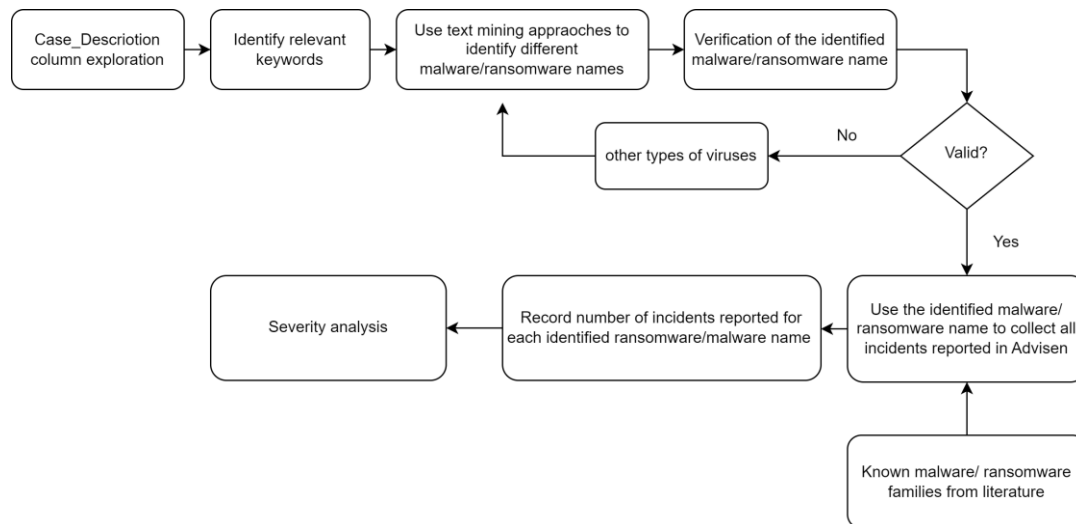 Case_Descriotion
column exploration
Identify relevant
keywords
Use text mining appraoches to
identify different
malware/ransomware names
Verification of the identified
malware/ransomware name
Valid?
No
other types of viruses
Yes
Use the identified malware/
ransomware name to collect all
incidents reported in Advisen
Record number of incidents reported for
each identified ransomware/malware name
Severity analysis
Known malware/ ransomware
families from literature